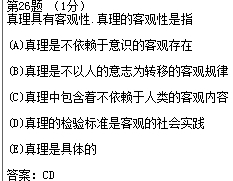 第26题 (1分)
真理具有客观性.真理的客观性是指
(A)真理是不依赖于意识的客观存在
(B)真理是不以人的意志为转移的客观规律
(C)真理中包含着不依赖于人类的客观内容
(D)真理的检验标准是客观的社会实践
(E)真理是具体的
答案: CD